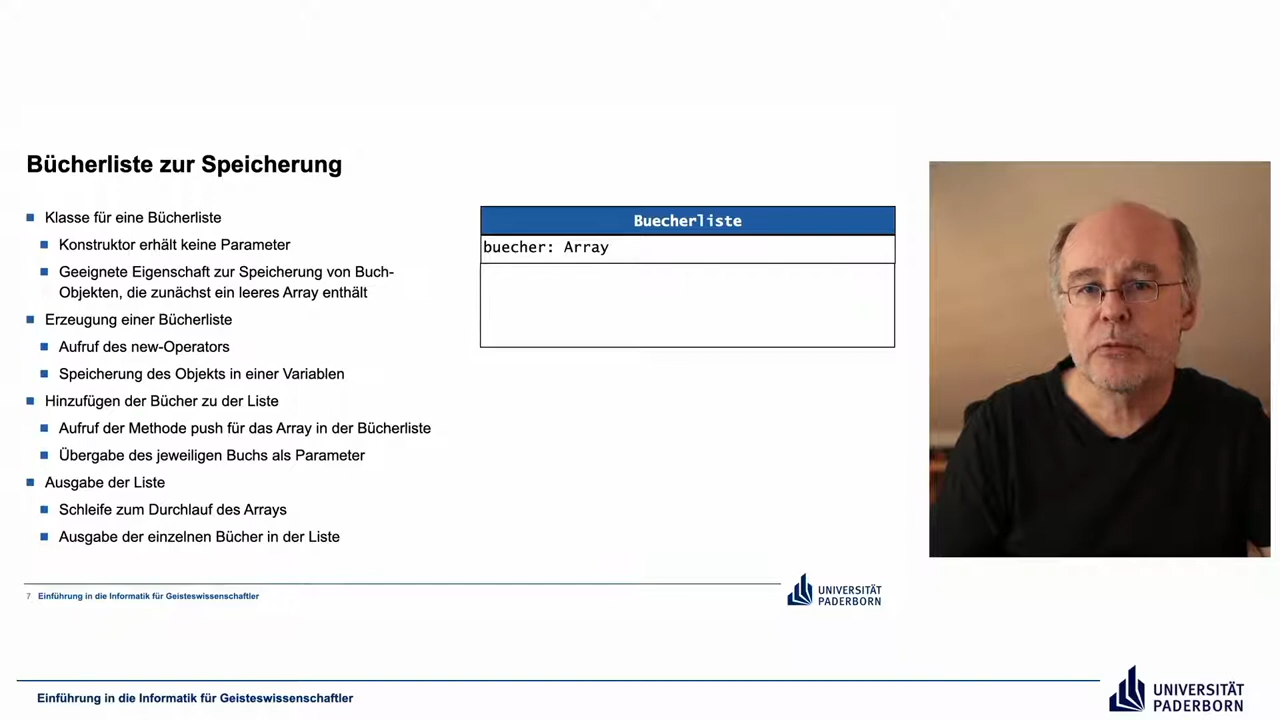 Bücherliste zur Speicherung
Klasse für eine Bücherliste
Konstruktor erhält keine Parameter
Geeignete Eigenschaft zur Speicherung von Buch-
Objekten, die zunächst ein leeres Array enthält
Erzeugung einer Bücherliste
Aufruf des new-Operators
Speicherung des Objekts in einer Variablen
Hinzufügen der Bücher zu der Liste
Aufruf der Methode push für das Array in der Bücherliste
Übergabe des jeweiligen Buchs als Parameter
Ausgabe der Liste
Schleife zum Durchlauf des Arrays
Ausgabe der einzelnen Bücher in der Liste
Buecherliste
buecher: Array
7 Einführung in die Informatik für Geisteswissenschaftler
UNIVERSITÄT
PADERBORN
Einführung in die Informatik für Geisteswissenschaftler
UNIVERSITÄT
PADERBORN